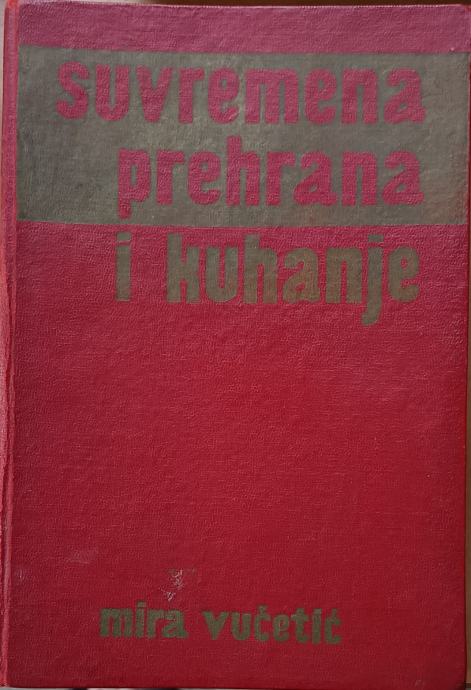 suvremena
prehrana
i kuhanje
mira vučetić